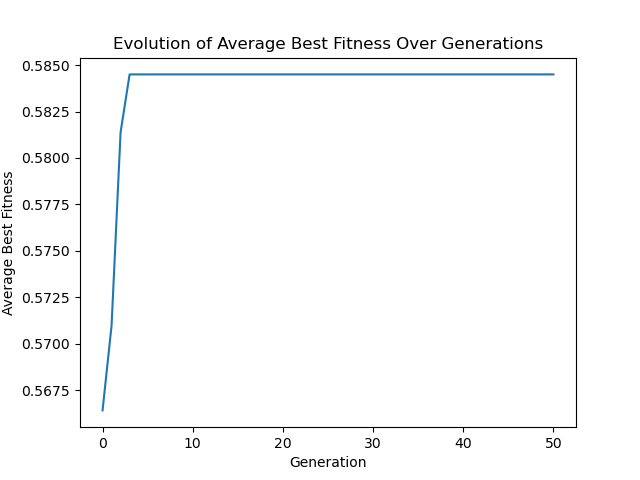 Evolution of Average Best Fitness Over Generations
0.5850
0.5825
0.5800
0.5775
0.5750
0.5725
0.5700
0.5675
Average Best Fitness
0 10 20 30 40 50
Generation